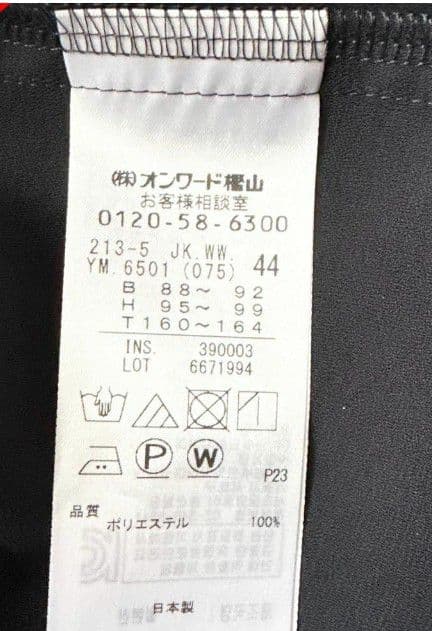 (株)オンワード樫山
お客様相談室
0120-58-6300
213-5 JK.WW.
YM.6501(075) 44
B 88~ 92
H 95~ 99
T160~164
INS. 390003
LOT 6671994
P W
P23
品質
ポリエステル 100%
日本製